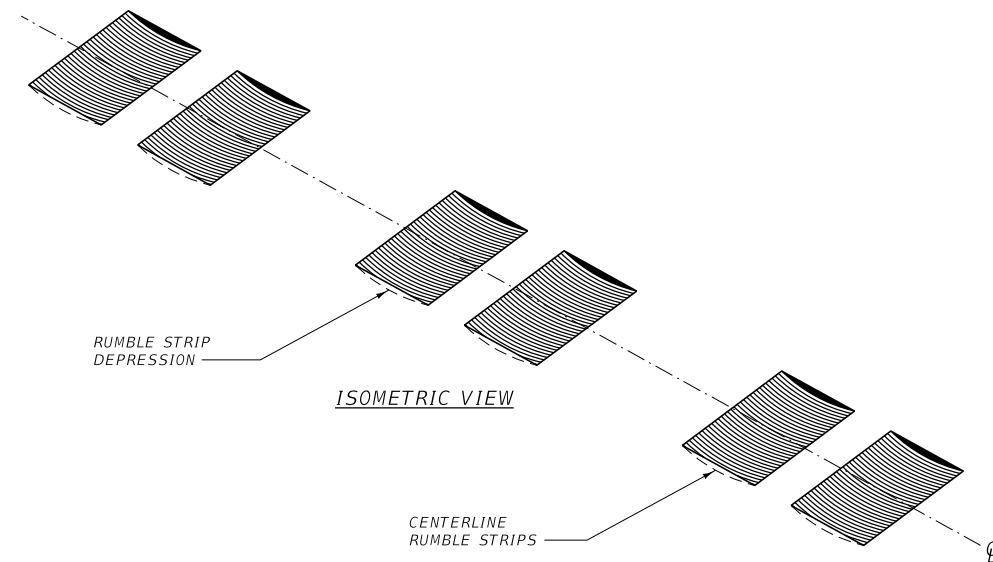 RUMBLE STRIP
DEPRESSION
ISOMETRIC VIEW
CENTERLINE
RUMBLE STRIPS
℄